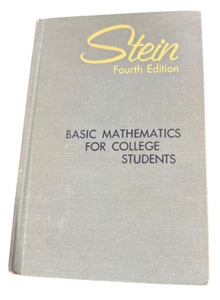 Stein
Fourth Edition
BASIC MATHEMATICS
FOR COLLEGE
STUDENTS